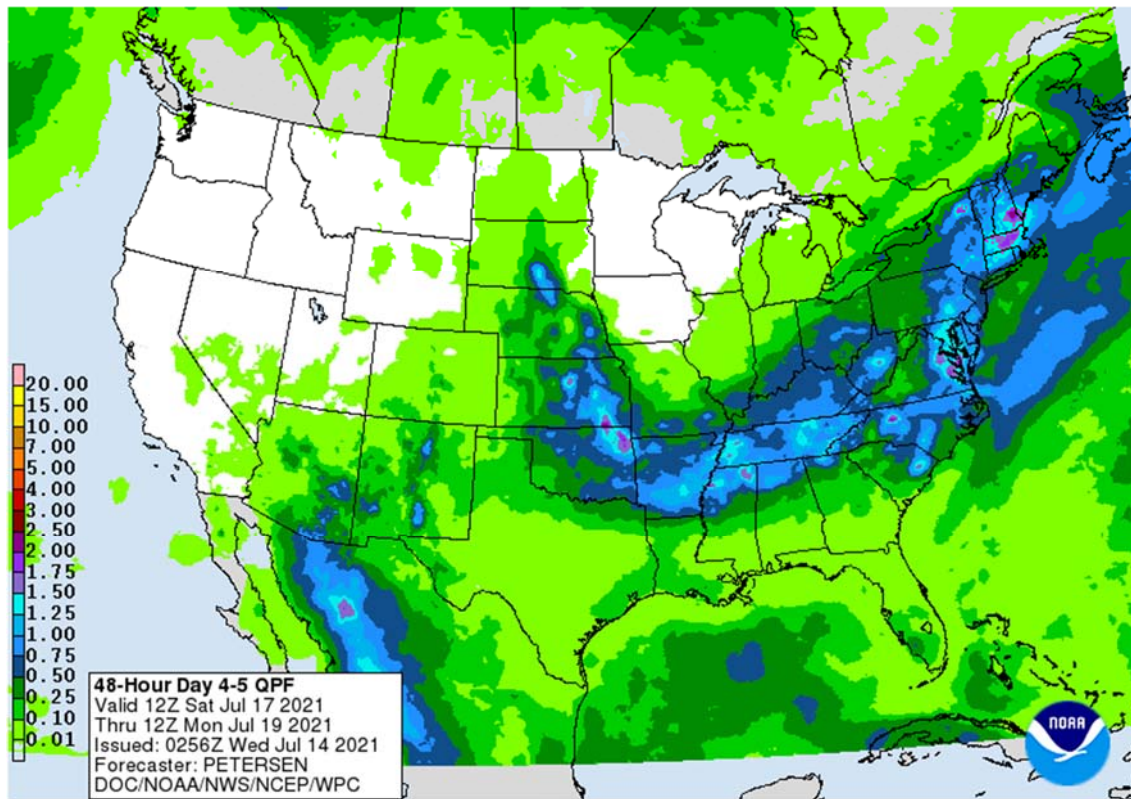 20.00
15.00
10.00
7.00
5.00
4.00
3.00
2.50
2.00
1.75
1.50
1.25
1.00
0.75
0.50
0.25
0.10
0.01
48-Hour Day 4-5 QPF
Valid 12Z Sat Jul 17 2021
Thru 12Z Mon Jul 19 2021
Issued: 0256Z Wed Jul 14 2021
Forecaster: PETERSEN
DOC/NOAA/NWS/NCEP/WPC
NOAA